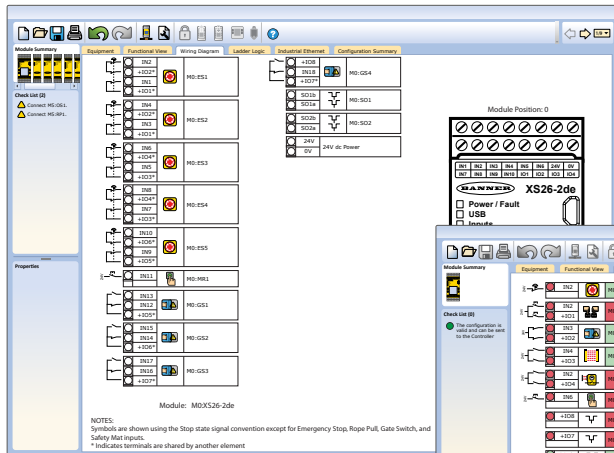 Module Summary
Equipment
Functional View
Wiring Diagram
Ladder Logic
Industrial Ethernet
Configuration Summary
Check List (2)
Connect M5:OS1.
Connect M5:RP1.
Properties
IN2
+IO2*
IN1
+IO1*
M0:ES1
IN4
+IO2*
IN3
+IO1*
M0:ES2
IN6
+IO4*
IN5
+IO3*
M0:ES3
IN8
+IO4*
IN7
+IO3*
M0:ES4
IN10
+IO6*
IN9
+IO5*
M0:ES5
IN11
M0:MR1
IN13
IN12
+IO5*
M0:GS1
IN15
IN14
+IO6*
M0:GS2
IN17
IN16
+IO7*
M0:GS3
+IO8
IN18
+IO7*
M0:GS4
SO1b
SO1a
M0:SO1
SO2b
SO2a
M0:SO2
24V
0V
24V dc Power
Module: M0:XS26-2de
NOTES:
Symbols are shown using the Stop state signal convention except for Emergency Stop, Rope Pull, Gate Switch, and
Safety Mat inputs.
* Indicates terminals are shared by another element
Module Position: 0
IN1 IN2 IN3 IN4 IN5 IN6 24V 0V
IN7 IN8 IN9 IN10 IO1 IO2 IO3 IO4
BANNER XS26-2de
Power / Fault
USB
Inputs
Module Summary
Equipment
Functional View
Check List (0)
The configuration is
valid and can be sent
to the Controller
Properties
IN2
IN2
+IO1
IN3
+IO2
IN4
+IO3
IN2
+IO4
IN6
+IO8
+IO7